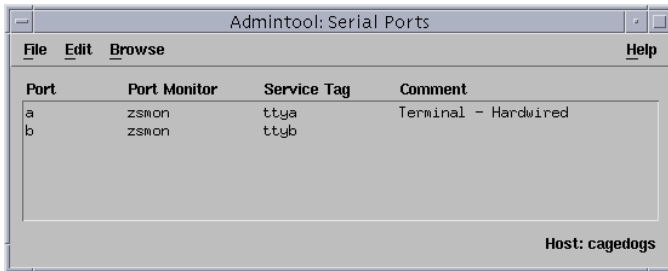 Admintool: Serial Ports
File Edit Browse Help
Port Port Monitor Service Tag Comment
a zsmon ttya Terminal - Hardwired
b zsmon ttyb
Host: cagedogs